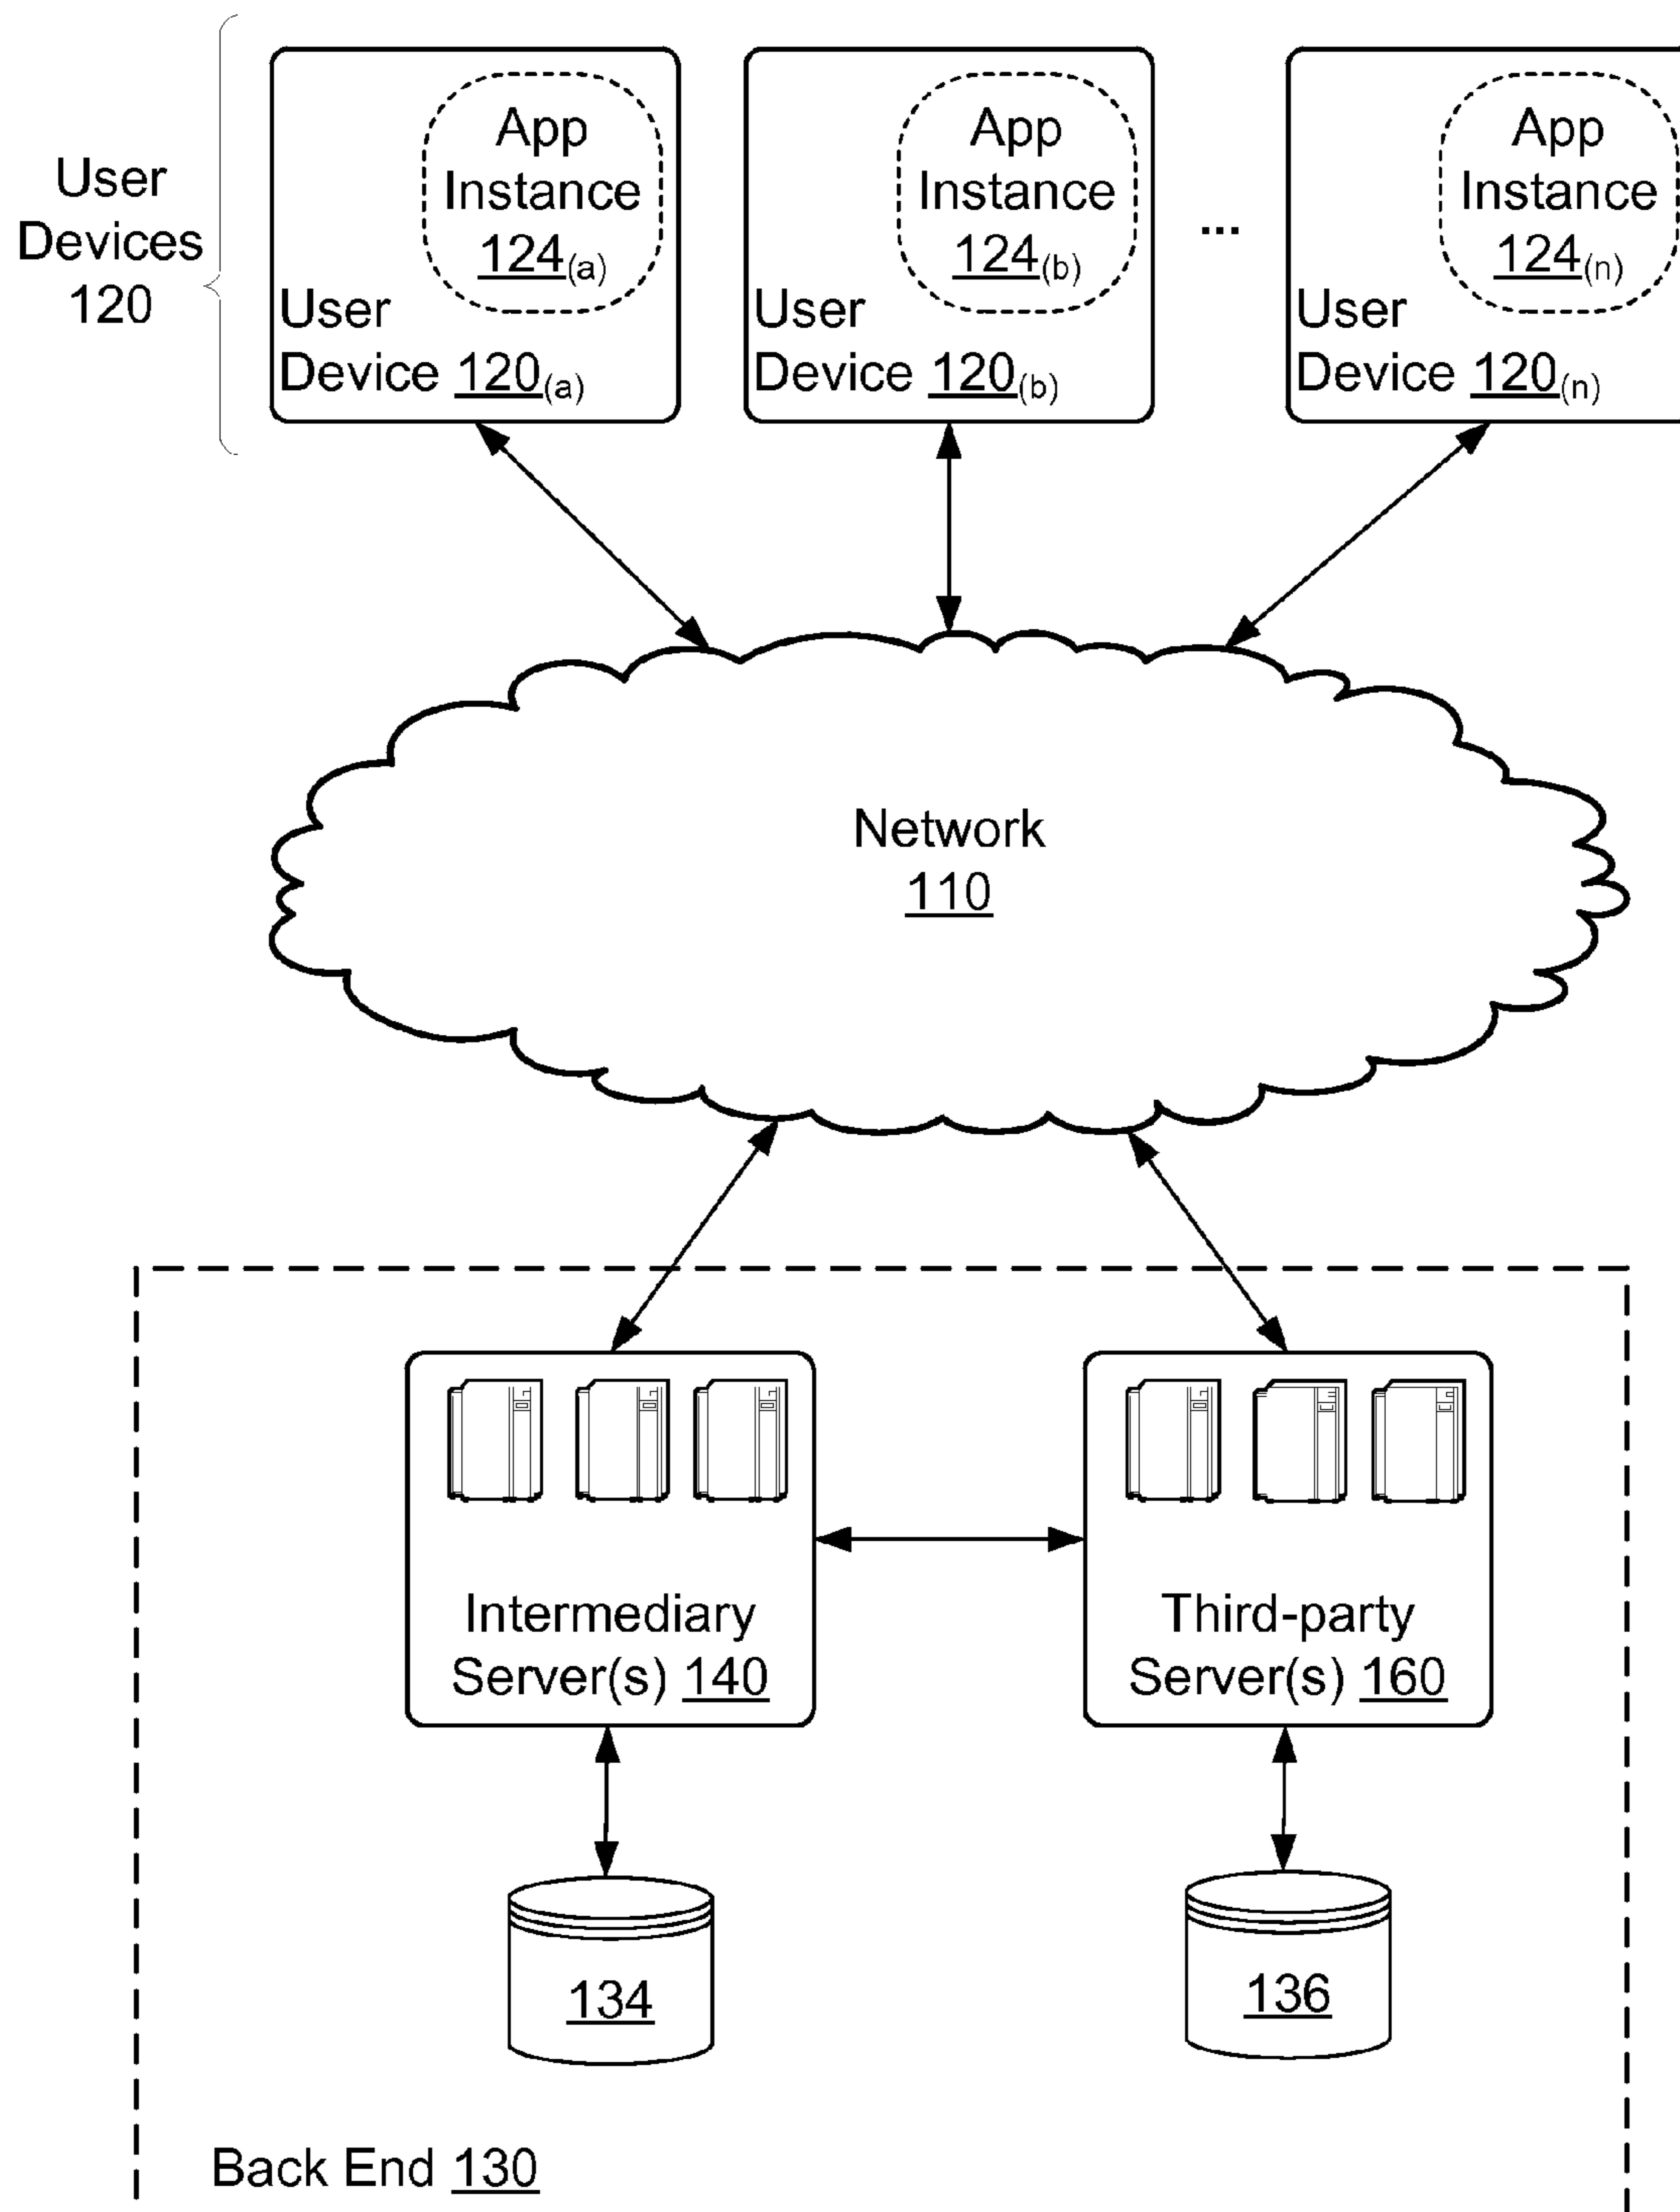 User
Devices
120
App
Instance
124(a)
User
Device 120(a)
App
Instance
124(b)
User
Device 120(b)
...
App
Instance
124(n)
User
Device 120(n)
Network
110
Intermediary
Server(s) 140
Third-party
Server(s) 160
134
136
Back End 130